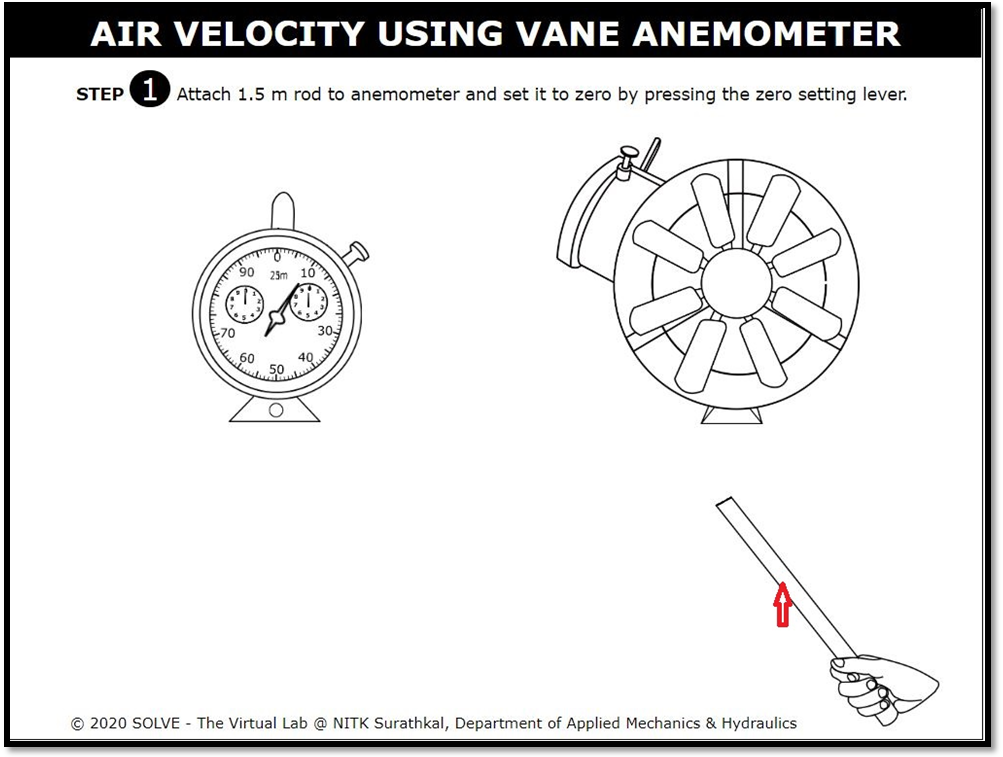 AIR VELOCITY USING VANE ANEMOMETER
STEP 1 Attach 1.5 m rod to anemometer and set it to zero by pressing the zero setting lever.
0
90 25m 10
70 30
60 40
50
© 2020 SOLVE - The Virtual Lab @ NITK Surathkal, Department of Applied Mechanics & Hydraulics